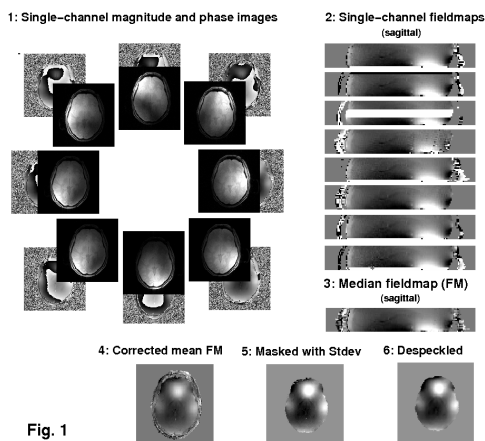 1: Single-channel magnitude and phase images
2: Single-channel fieldmaps
(sagittal)
3: Median fieldmap (FM)
(sagittal)
4: Corrected mean FM
5: Masked with Stdev
6: Despeckled
Fig. 1